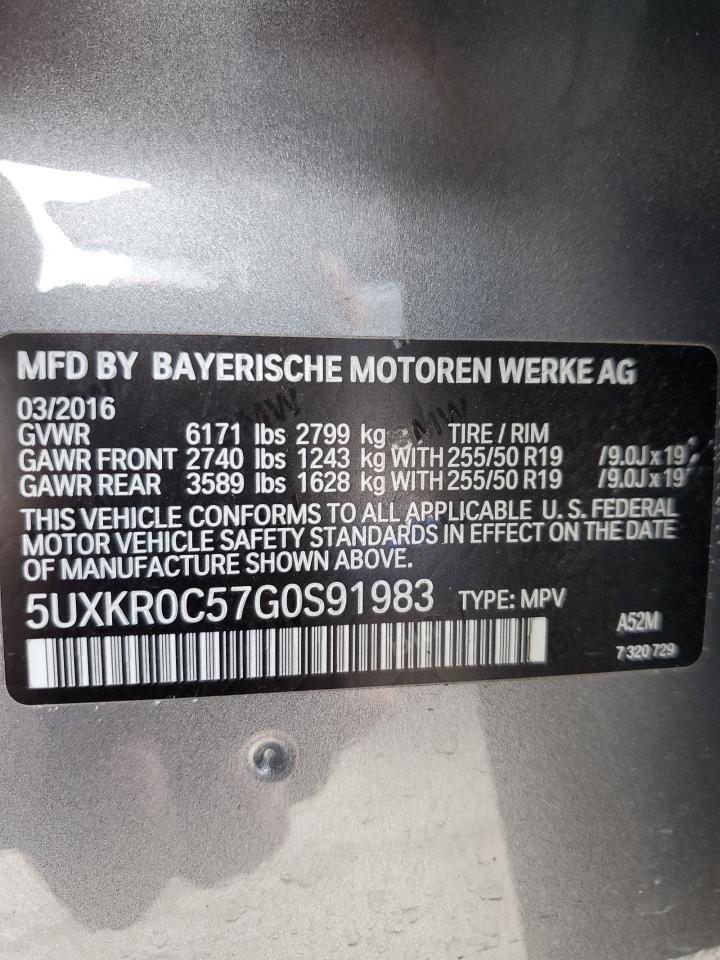 MFD BY BAYERISCHE MOTOREN WERKE AG
03/2016
GVWR 6171 lbs 2799 kg TIRE / RIM
GAWR FRONT 2740 lbs 1243 kg WITH 255/50 R19 /9.0J x 19
GAWR REAR 3589 lbs 1628 kg WITH 255/50 R19 /9.0J x 19
THIS VEHICLE CONFORMS TO ALL APPLICABLE U. S. FEDERAL
MOTOR VEHICLE SAFETY STANDARDS IN EFFECT ON THE DATE
OF MANUFACTURE SHOWN ABOVE.
5UXKR0C57G0S91983 TYPE: MPV
A52M
7 320 729